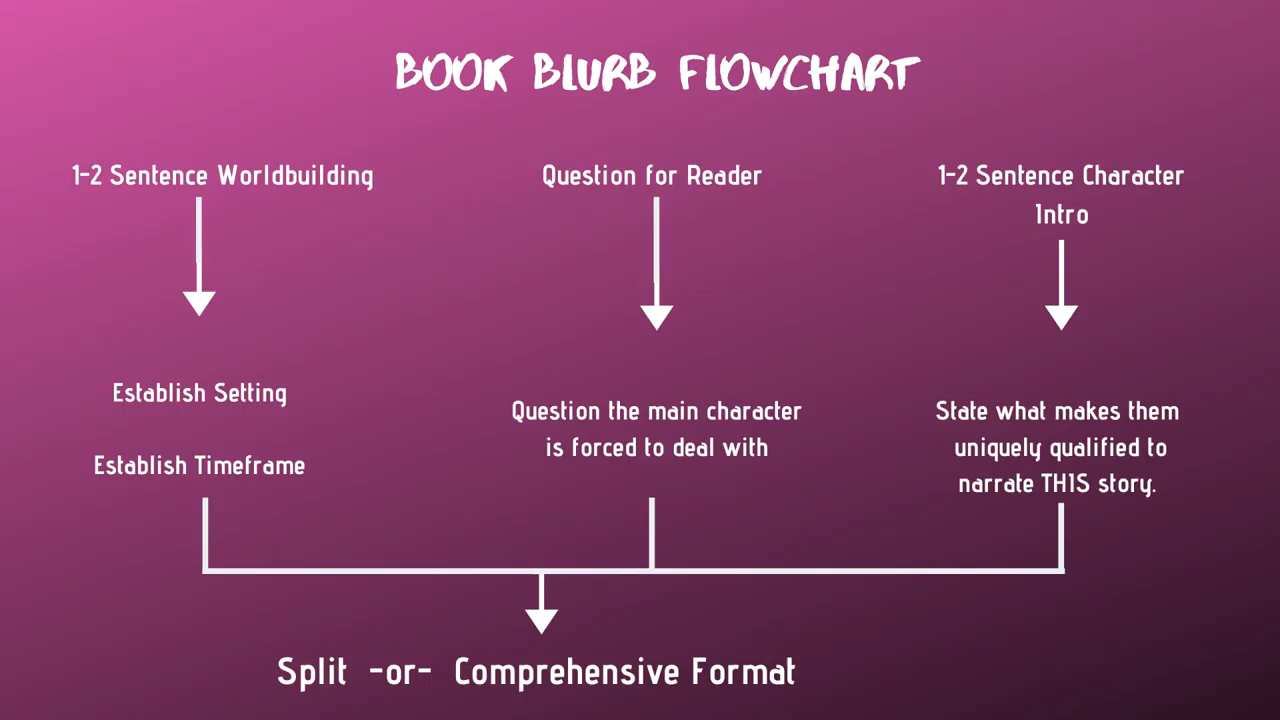 BOOK BLURB FLOWCHART
1-2 Sentence Worldbuilding
Establish Setting
Establish Timeframe
Question for Reader
Question the main character
is forced to deal with
1-2 Sentence Character
Intro
State what makes them
uniquely qualified to
narrate THIS story.
Split -or- Comprehensive Format